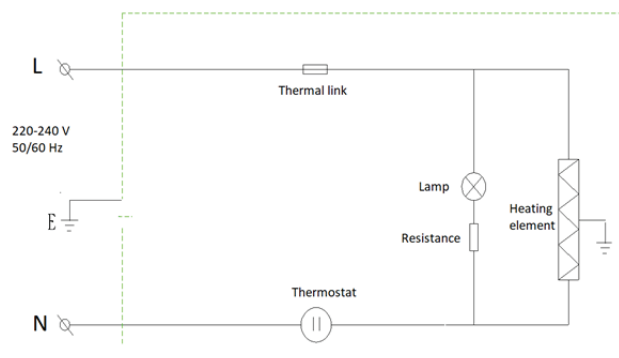 L
Thermal link
220-240 V
50/60 Hz
Lamp
Heating
element
E
Resistance
Thermostat
N